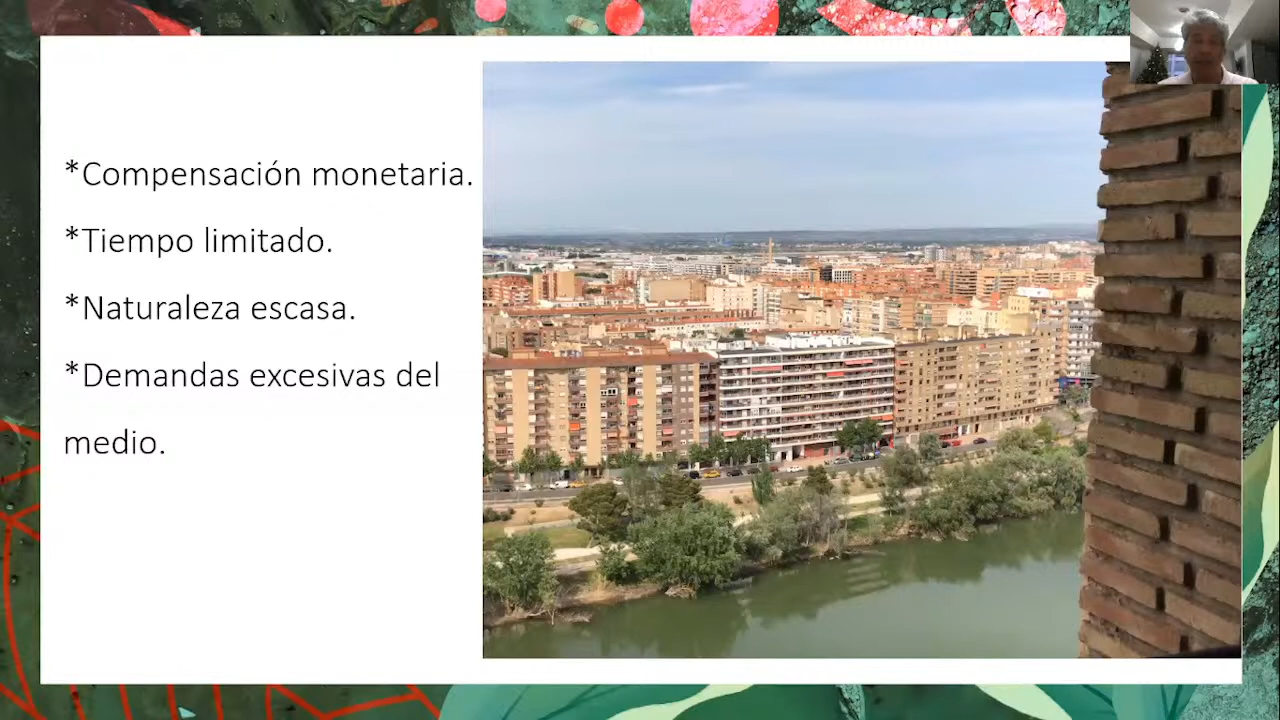 *Compensación monetaria.
*Tiempo limitado.
*Naturaleza escasa.
*Demandas excesivas del
medio.